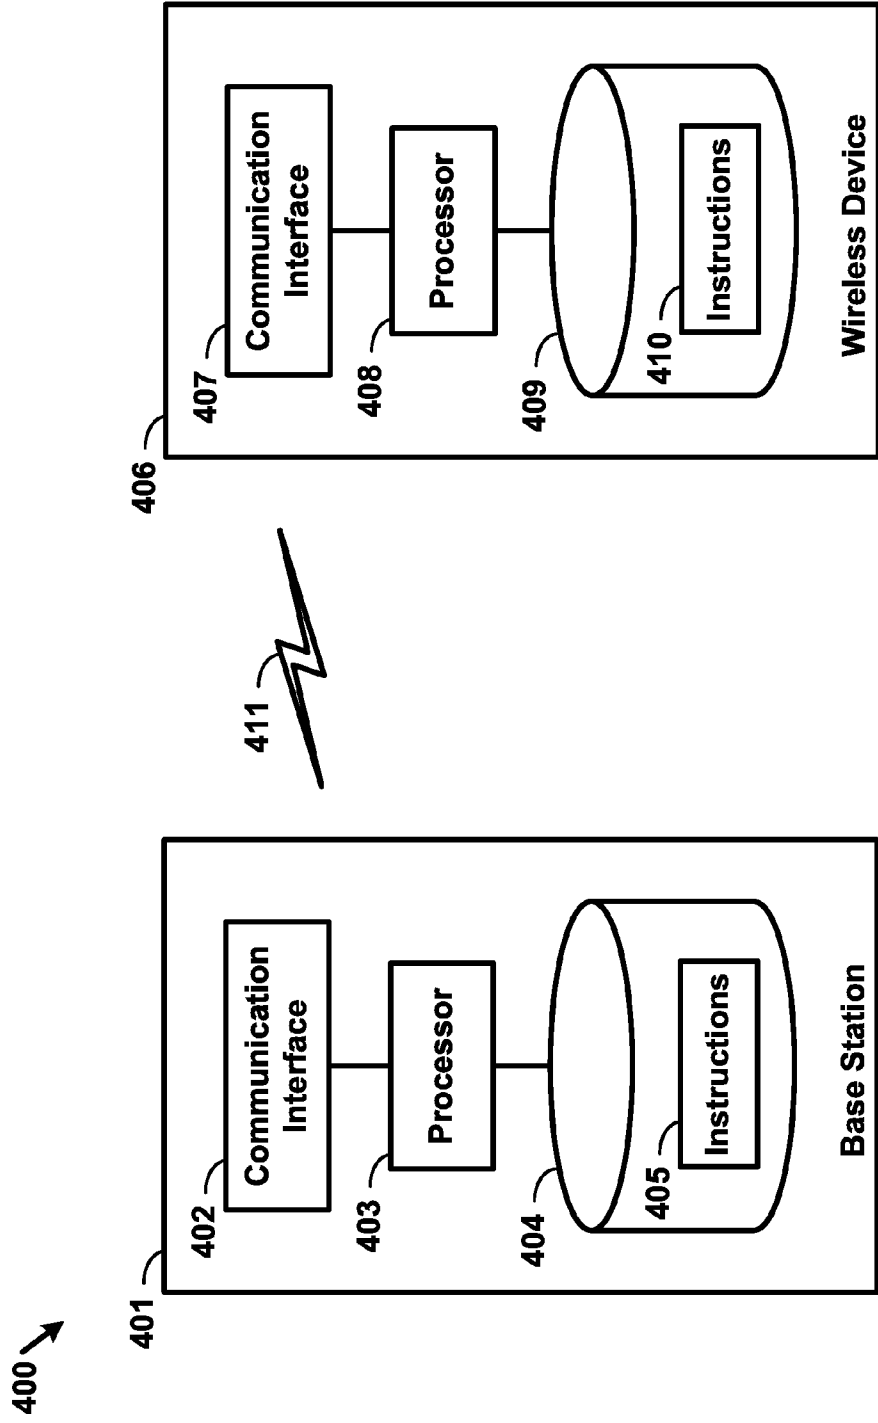 400
401
402
Communication
Interface
403
Processor
404
405
Instructions
Base Station
411
406
407
Communication
Interface
408
Processor
409
410
Instructions
Wireless Device